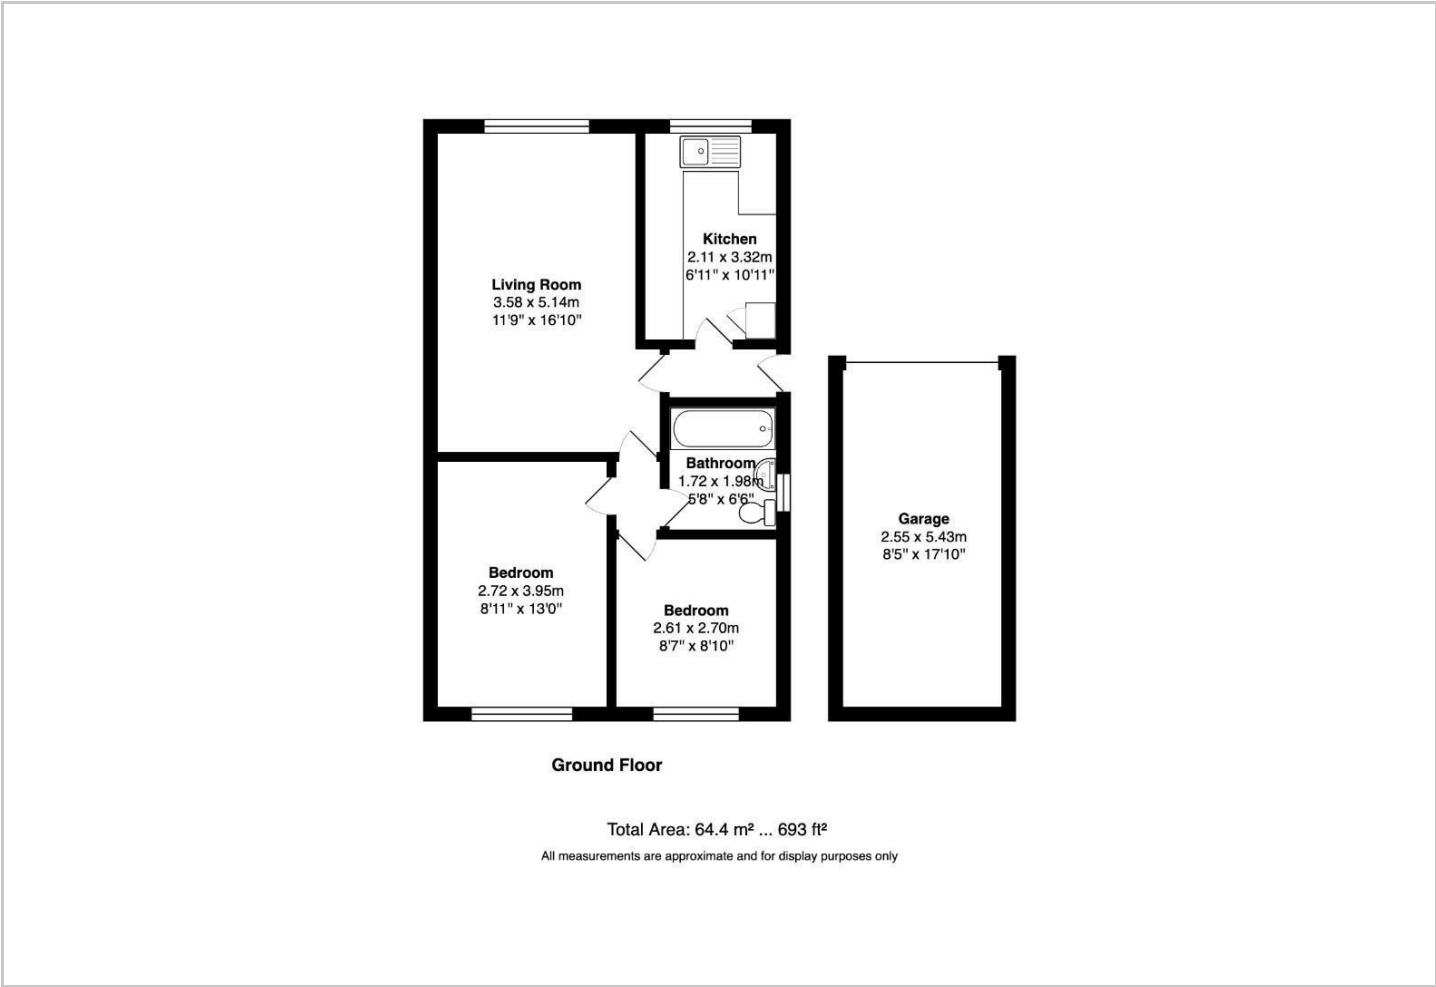 Kitchen
2.11 x 3.32m
6'11" x 10'11"
Living Room
3.58 x 5.14m
11'9" x 16'10"
Bathroom
1.72 x 1.98m
5'8" x 6'6"
Garage
2.55 x 5.43m
8'5" x 17'10"
Bedroom
2.72 x 3.95m
8'11" x 13'0"
Bedroom
2.61 x 2.70m
8'7" x 8'10"
Ground Floor
Total Area: 64.4 m² ... 693 ft²
All measurements are approximate and for display purposes only